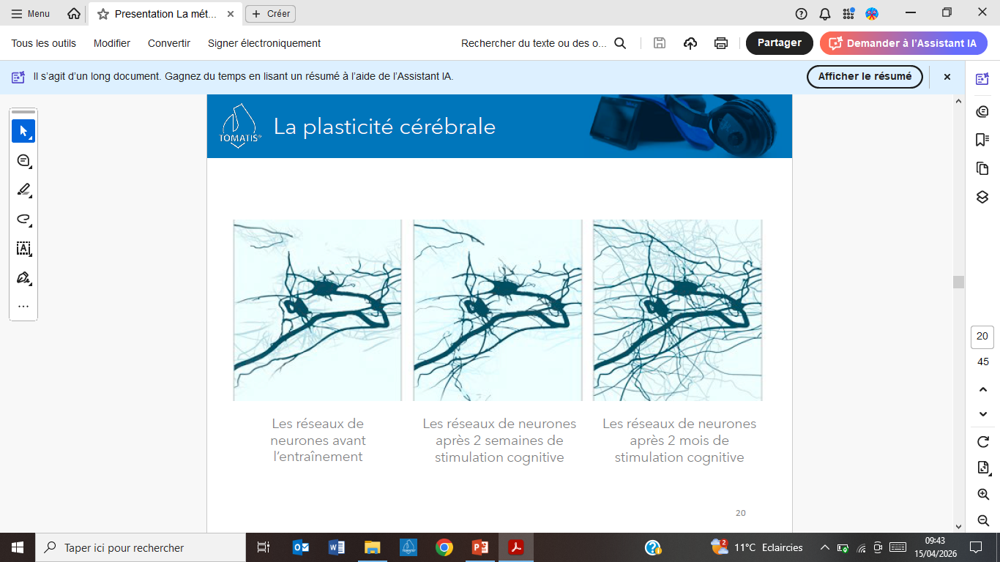 Menu
Presentation La mét...
Créer
Tous les outils
Modifier
Convertir
Signer électroniquement
Rechercher du texte ou des o...
Partager
Demander à l'Assistant IA
Il s'agit d'un long document. Gagnez du temps en lisant un résumé à l'aide de l'Assistant IA.
Afficher le résumé
TOMATIS®
La plasticité cérébrale
Les réseaux de
neurones avant
l'entraînement
Les réseaux de neurones
après 2 semaines de
stimulation cognitive
Les réseaux de neurones
après 2 mois de
stimulation cognitive
20
20
45
Taper ici pour rechercher
2
11°C Eclaircies
09:43
15/04/2026